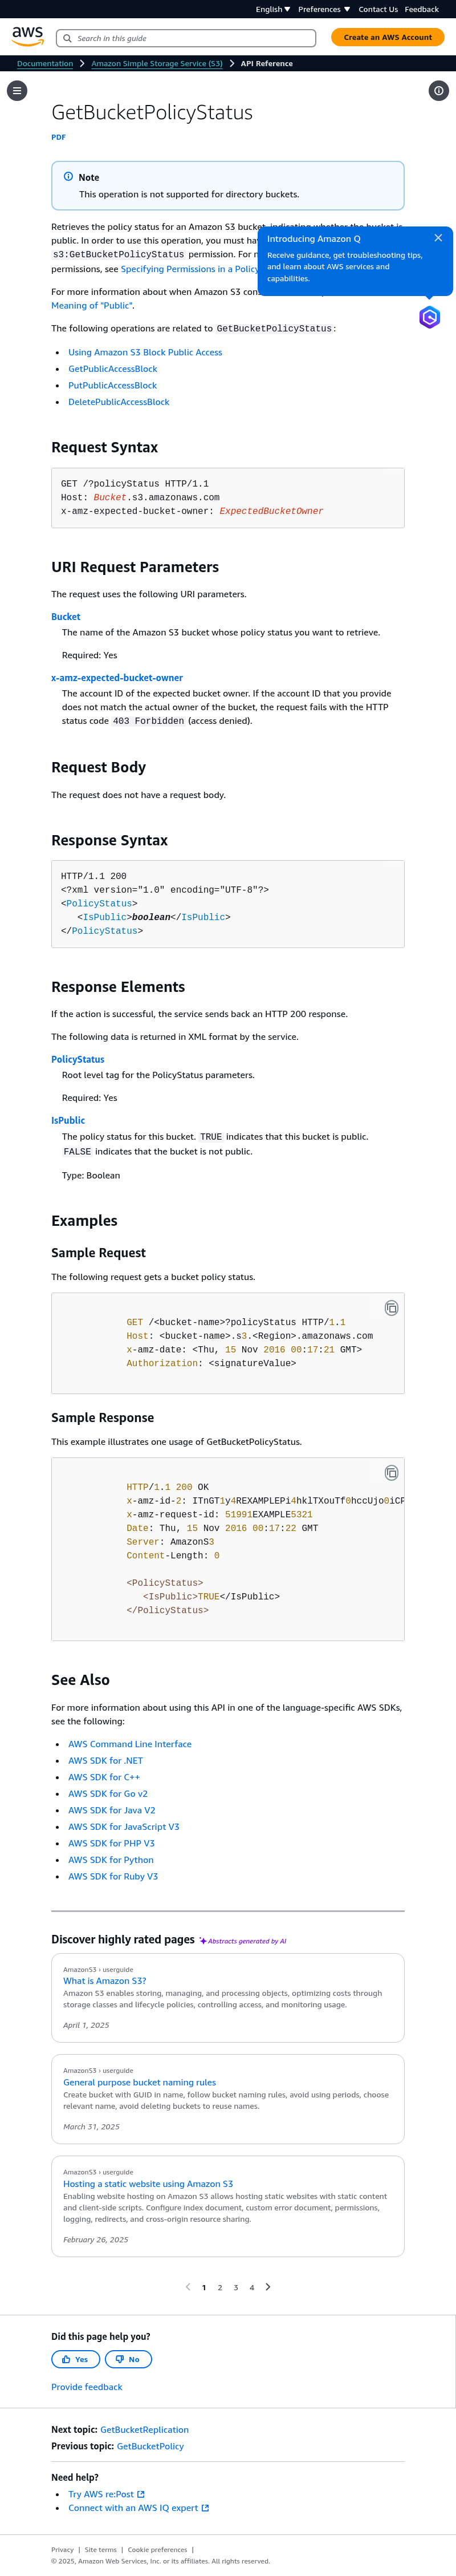 English Preferences Contact Us Feedback
aws
Search in this guide
Create an AWS Account
Documentation Amazon Simple Storage Service (S3) API Reference
GetBucketPolicyStatus
PDF
Note
This operation is not supported for directory buckets.
Retrieves the policy status for an Amazon S3 bucket, indicating whether the bucket is
public. In order to use this operation, you must have
s3:GetBucketPolicyStatus permission. For
permissions, see Specifying Permissions in a Policy
Introducing Amazon Q
Receive guidance, get troubleshooting tips,
and learn about AWS services and
capabilities.
For more information about when Amazon S3
Meaning of "Public".
The following operations are related to GetBucketPolicyStatus:
Using Amazon S3 Block Public Access
GetPublicAccessBlock
PutPublicAccessBlock
DeletePublicAccessBlock
Request Syntax
GET /?policyStatus HTTP/1.1
Host: Bucket.s3.amazonaws.com
x-amz-expected-bucket-owner: ExpectedBucketOwner
URI Request Parameters
The request uses the following URI parameters.
Bucket
The name of the Amazon S3 bucket whose policy status you want to retrieve.
Required: Yes
x-amz-expected-bucket-owner
The account ID of the expected bucket owner. If the account ID that you provide
does not match the actual owner of the bucket, the request fails with the HTTP
status code 403 Forbidden (access denied).
Request Body
The request does not have a request body.
Response Syntax
HTTP/1.1 200
<?xml version="1.0" encoding="UTF-8"?>
<PolicyStatus>
<IsPublic>boolean</IsPublic>
</PolicyStatus>
Response Elements
If the action is successful, the service sends back an HTTP 200 response.
The following data is returned in XML format by the service.
PolicyStatus
Root level tag for the PolicyStatus parameters.
Required: Yes
IsPublic
The policy status for this bucket. TRUE indicates that this bucket is public.
FALSE indicates that the bucket is not public.
Type: Boolean
Examples
Sample Request
The following request gets a bucket policy status.
GET /<bucket-name>?policyStatus HTTP/1.1
Host: <bucket-name>.s3.<Region>.amazonaws.com
x-amz-date: <Thu, 15 Nov 2016 00:17:21 GMT>
Authorization: <signatureValue>
Sample Response
This example illustrates one usage of GetBucketPolicyStatus.
HTTP/1.1 200 OK
x-amz-id-2: ITnGT1y4REXAMPLEPi4hklTXouTf0hccUjo0iCP
x-amz-request-id: 51991EXAMPLE5321
Date: Thu, 15 Nov 2016 00:17:22 GMT
Server: AmazonS3
Content-Length: 0
<PolicyStatus>
<IsPublic>TRUE</IsPublic>
</PolicyStatus>
See Also
For more information about using this API in one of the language-specific AWS SDKs,
see the following:
AWS Command Line Interface
AWS SDK for .NET
AWS SDK for C++
AWS SDK for Go v2
AWS SDK for Java V2
AWS SDK for JavaScript V3
AWS SDK for PHP V3
AWS SDK for Python
AWS SDK for Ruby V3
Discover highly rated pages Abstracts generated by AI
AmazonS3 › userguide
What is Amazon S3?
Amazon S3 enables storing, managing, and processing objects, optimizing costs through
storage classes and lifecycle policies, controlling access, and monitoring usage.
April 1, 2025
AmazonS3 › userguide
General purpose bucket naming rules
Create bucket with GUID in name, follow bucket naming rules, avoid using periods, choose
relevant name, avoid deleting buckets to reuse names.
March 31, 2025
AmazonS3 › userguide
Hosting a static website using Amazon S3
Enabling website hosting on Amazon S3 allows hosting static websites with static content
and client-side scripts. Configure index document, custom error document, permissions,
logging, redirects, and cross-origin resource sharing.
February 26, 2025
1 2 3 4
Did this page help you?
Yes No
Provide feedback
Next topic: GetBucketReplication
Previous topic: GetBucketPolicy
Need help?
Try AWS re:Post
Connect with an AWS IQ expert
Privacy | Site terms | Cookie preferences |
© 2025, Amazon Web Services, Inc. or its affiliates. All rights reserved.